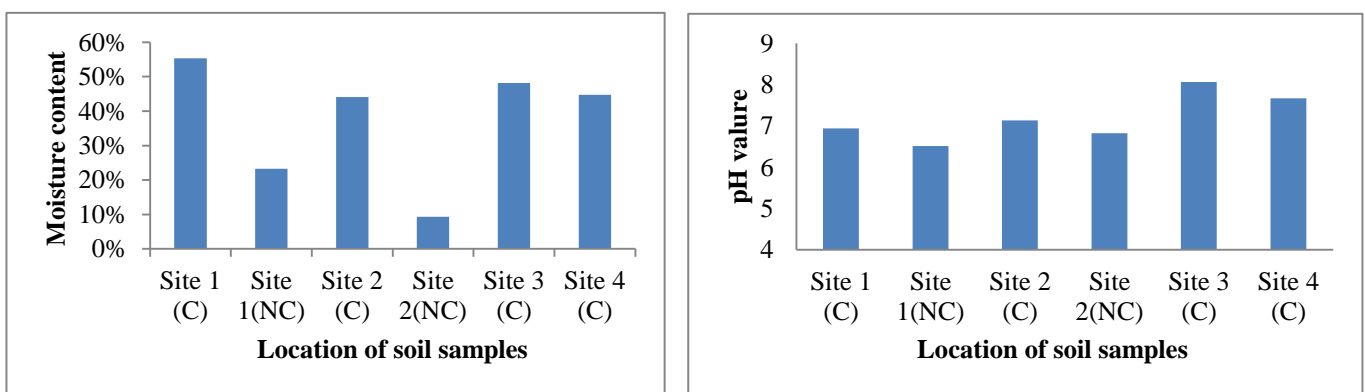 Moisture content
60%
50%
40%
30%
20%
10%
0%
Site 1
(C)
Site
1(NC)
Site 2
(C)
Site
2(NC)
Site 3
(C)
Site 4
(C)
Location of soil samples
pH valure
9
8
7
6
5
4
Site 1
(C)
Site
1(NC)
Site 2
(C)
Site
2(NC)
Site 3
(C)
Site 4
(C)
Location of soil samples